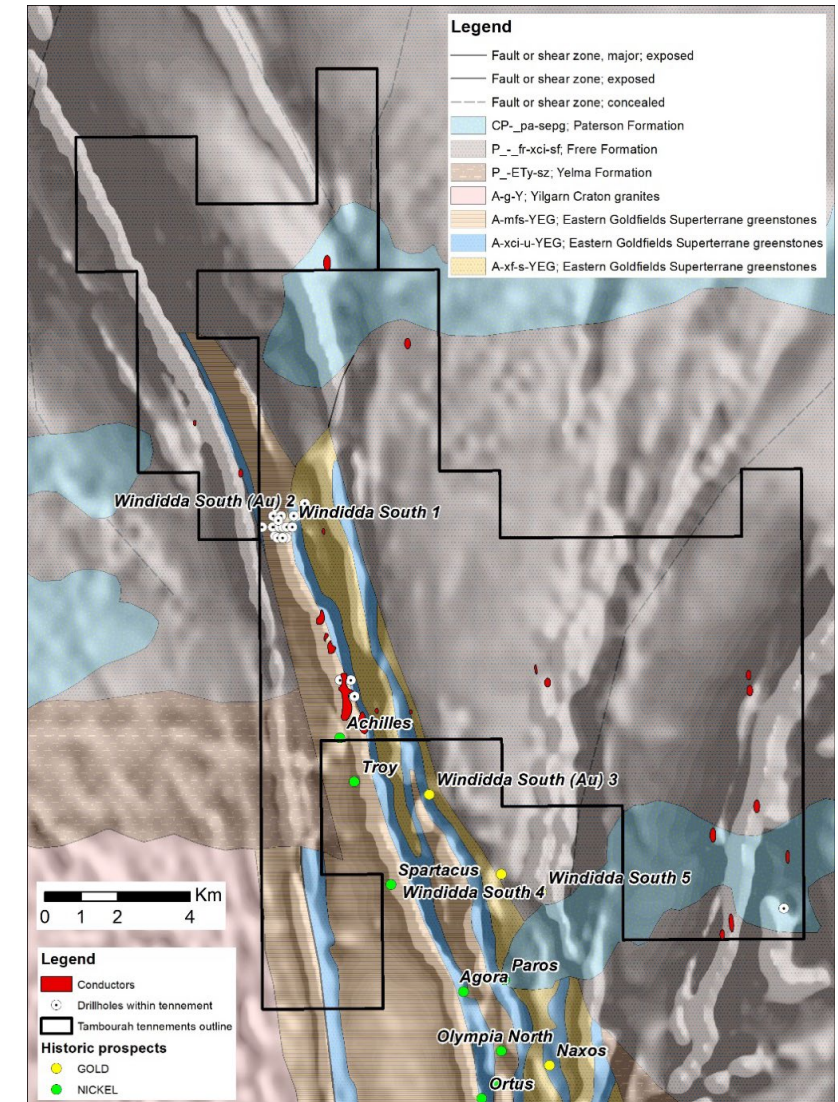 Legend
Fault or shear zone, major; exposed
Fault or shear zone; exposed
Fault or shear zone; concealed
CP-_pa-sepg; Paterson Formation
P_-_fr-xci-sf; Frere Formation
P_-ETy-sz; Yelma Formation
A-g-Y; Yilgarn Craton granites
A-mfs-YEG; Eastern Goldfields Superterrane greenstones
A-xci-u-YEG; Eastern Goldfields Superterrane greenstones
A-xf-s-YEG; Eastern Goldfields Superterrane greenstones
Windidda South (Au) 2
Windidda South 1
Achilles
Troy
Windidda South (Au) 3
Spartacus
Windidda South 4
Windidda South 5
Paros
Agora
Olympia North
Naxos
Ortus
Km
0 1 2 4
Legend
Conductors
Drillholes within tennement
Tambourah tennements outline
Historic prospects
GOLD
NICKEL